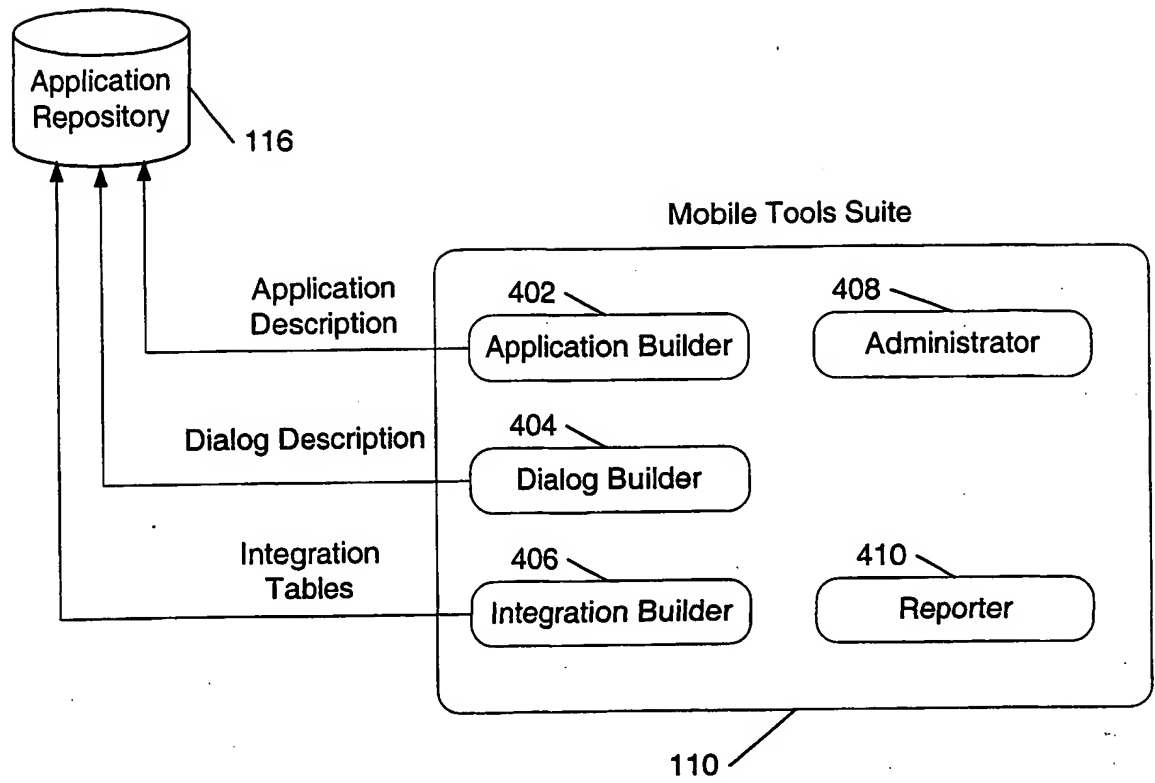 Application
Repository
116
Mobile Tools Suite
Application
Description
402
Application Builder
408
Administrator
Dialog Description
404
Dialog Builder
Integration
Tables
406
Integration Builder
410
Reporter
110